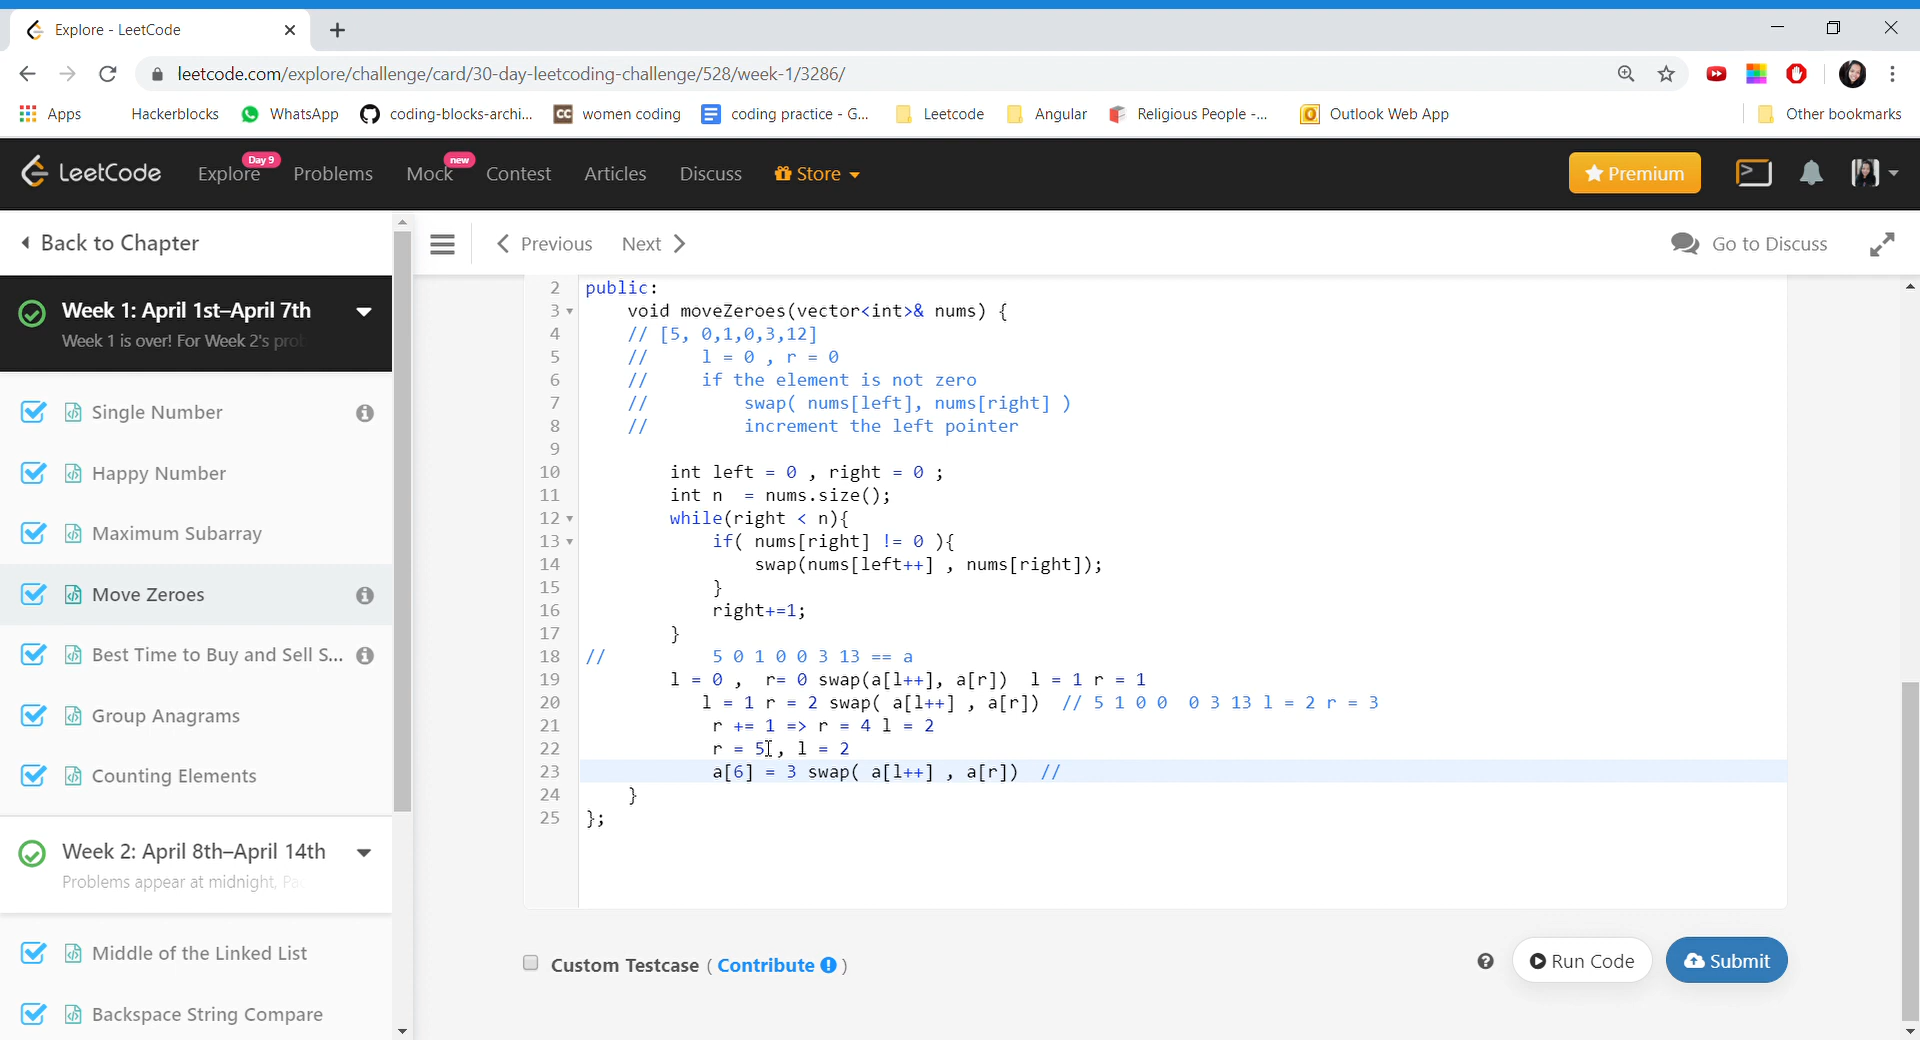 Explore - LeetCode
leetcode.com/explore/challenge/card/30-day-leetcoding-challenge/528/week-1/3286/
Apps Hackerblocks WhatsApp coding-blocks-archi... women coding coding practice - G... Leetcode Angular Religious People -... Outlook Web App Other bookmarks
LeetCode Explore Day 9 Problems Mock new Contest Articles Discuss Store Premium
Back to Chapter
Previous Next Go to Discuss
Week 1: April 1st–April 7th
Week 1 is over! For Week 2's pro
Single Number
Happy Number
Maximum Subarray
Move Zeroes
Best Time to Buy and Sell S...
Group Anagrams
Counting Elements
Week 2: April 8th–April 14th
Problems appear at midnight, Pac
Middle of the Linked List
Backspace String Compare
2 public:
3 void moveZeroes(vector<int>& nums) {
4 // [5, 0,1,0,3,12]
5 // l = 0 , r = 0
6 // if the element is not zero
7 // swap( nums[left], nums[right] )
8 // increment the left pointer
9
10 int left = 0 , right = 0 ;
11 int n = nums.size();
12 while(right < n){
13 if( nums[right] != 0 ){
14 swap(nums[left++] , nums[right]);
15 }
16 right+=1;
17 }
18 // 5 0 1 0 0 3 13 == a
19 l = 0 , r= 0 swap(a[l++], a[r]) l = 1 r = 1
20 l = 1 r = 2 swap( a[l++] , a[r]) // 5 1 0 0 0 3 13 l = 2 r = 3
21 r += 1 => r = 4 l = 2
22 r = 5 , l = 2
23 a[6] = 3 swap( a[l++] , a[r]) //
24 }
25 };
Custom Testcase ( Contribute )
Run Code
Submit